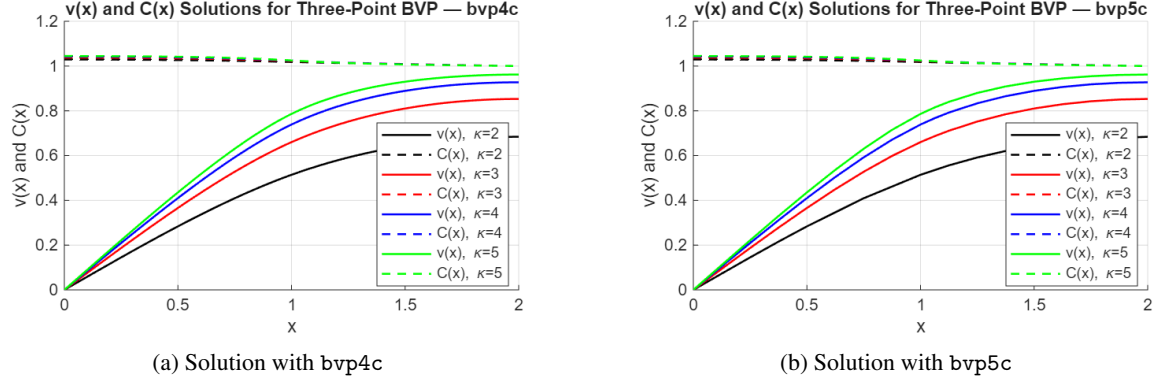 v(x) and C(x) Solutions for Three-Point BVP — bvp4c
1.2
1
0.8
0.6
0.4
0.2
0
v(x) and C(x)
v(x), κ=2
C(x), κ=2
v(x), κ=3
C(x), κ=3
v(x), κ=4
C(x), κ=4
v(x), κ=5
C(x), κ=5
0 0.5 1 1.5 2
x
(a) Solution with bvp4c
v(x) and C(x) Solutions for Three-Point BVP — bvp5c
1.2
1
0.8
0.6
0.4
0.2
0
v(x) and C(x)
v(x), κ=2
C(x), κ=2
v(x), κ=3
C(x), κ=3
v(x), κ=4
C(x), κ=4
v(x), κ=5
C(x), κ=5
0 0.5 1 1.5 2
x
(b) Solution with bvp5c